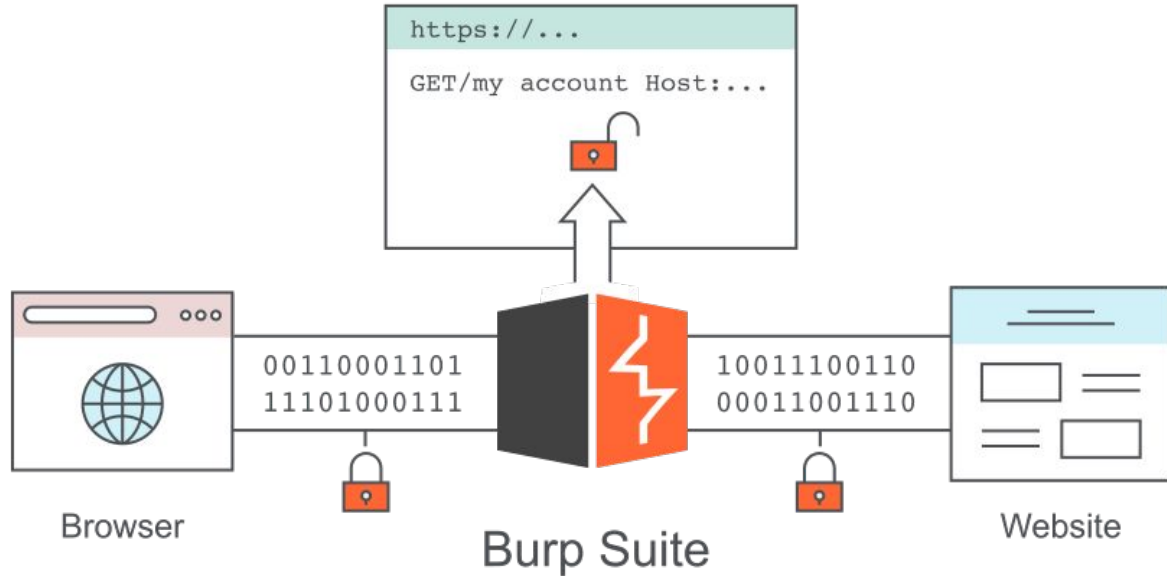 https://...
GET/my account Host:...
00110001101
11101000111
10011100110
00011001110
Browser
Burp Suite
Website